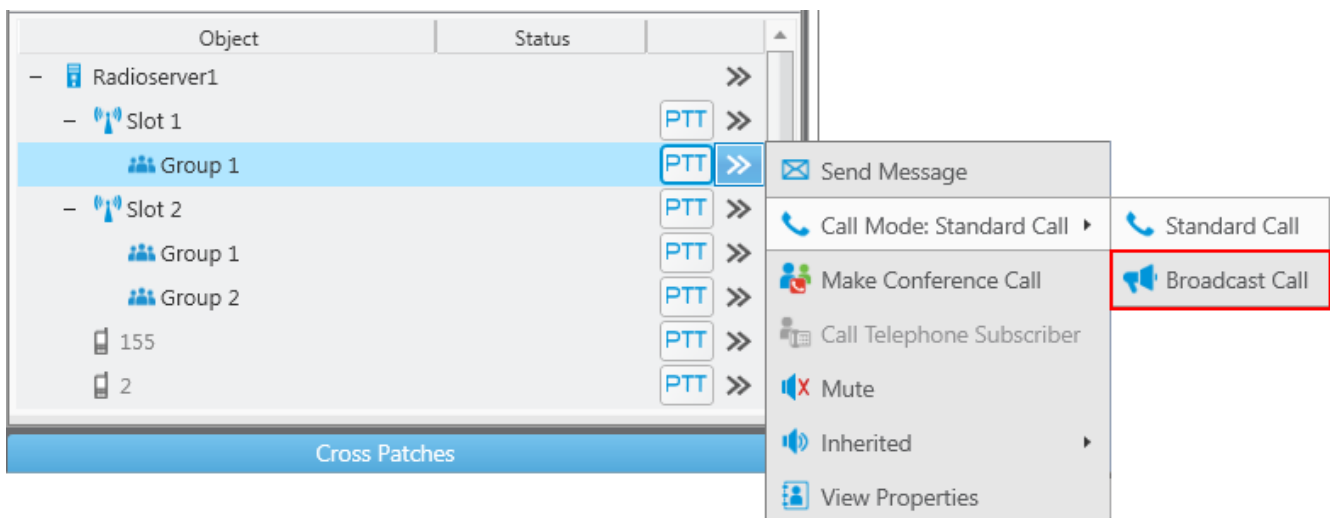 Object Status
– Radioserver1
– Slot 1 PTT
Group 1 PTT
– Slot 2 PTT
Group 1 PTT
Group 2 PTT
155 PTT
2 PTT
Cross Patches
Send Message
Call Mode: Standard Call
Make Conference Call
Call Telephone Subscriber
Mute
Inherited
View Properties
Standard Call
Broadcast Call